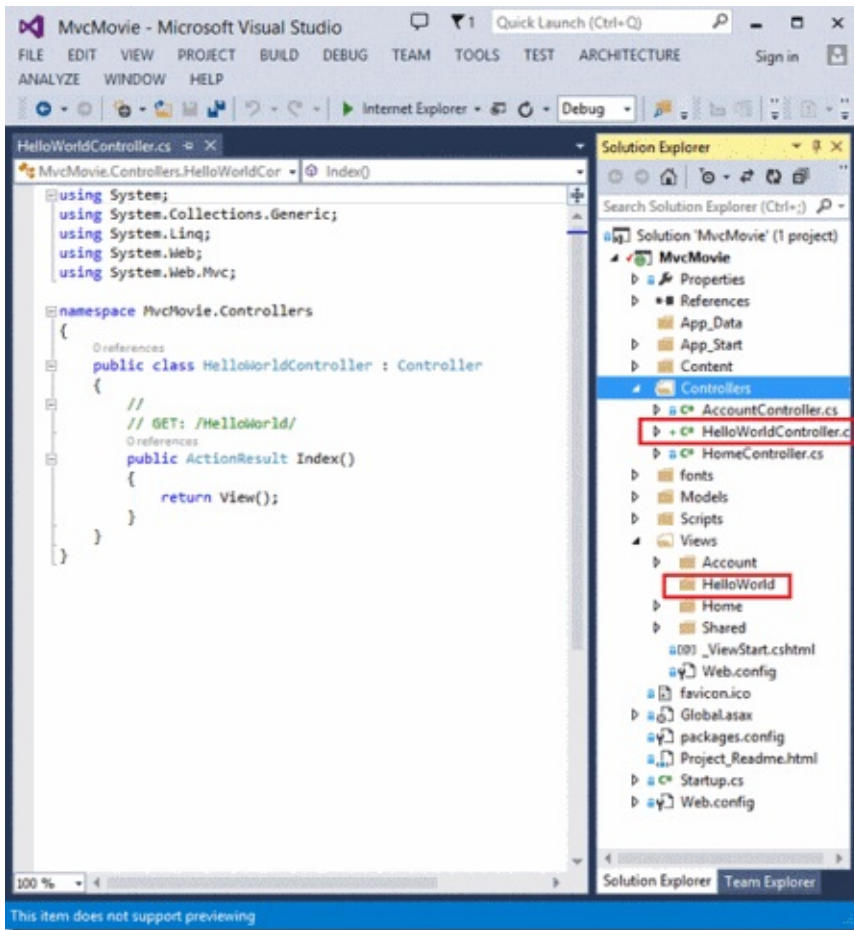 MvcMovie - Microsoft Visual Studio
1
Quick Launch (Ctrl+Q)
FILE EDIT VIEW PROJECT BUILD DEBUG TEAM TOOLS TEST ARCHITECTURE Sign in
ANALYZE WINDOW HELP
Internet Explorer
Debug
HelloWorldController.cs
MvcMovie.Controllers.HelloWorldCor
Index()
using System;
using System.Collections.Generic;
using System.Linq;
using System.Web;
using System.Web.Mvc;
namespace MvcMovie.Controllers
{
0 references
public class HelloWorldController : Controller
{
//
// GET: /HelloWorld/
0 references
public ActionResult Index()
{
return View();
}
}
}
100 %
Solution Explorer
Search Solution Explorer (Ctrl+;)
Solution 'MvcMovie' (1 project)
MvcMovie
Properties
References
App_Data
App_Start
Content
Controllers
AccountController.cs
HelloWorldController.c
HomeController.cs
fonts
Models
Scripts
Views
Account
HelloWorld
Home
Shared
_ViewStart.cshtml
Web.config
favicon.ico
Global.asax
packages.config
Project_Readme.html
Startup.cs
Web.config
Solution Explorer Team Explorer
This item does not support previewing